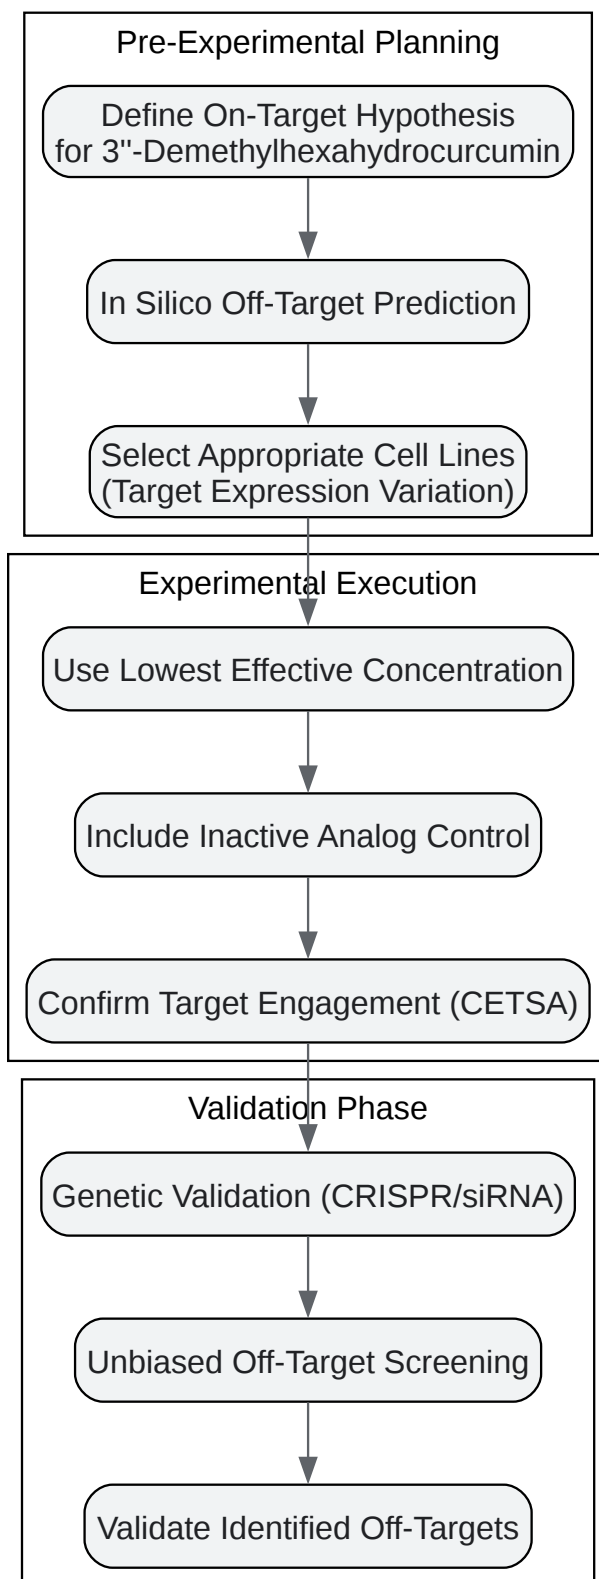 Pre-Experimental Planning
Define On-Target Hypothesis
for 3''-Demethylhexahydrocurcumin
In Silico Off-Target Prediction
Select Appropriate Cell Lines
(Target Expression Variation)
Experimental Execution
Use Lowest Effective Concentration
Include Inactive Analog Control
Confirm Target Engagement (CETSA)
Validation Phase
Genetic Validation (CRISPR/siRNA)
Unbiased Off-Target Screening
Validate Identified Off-Targets